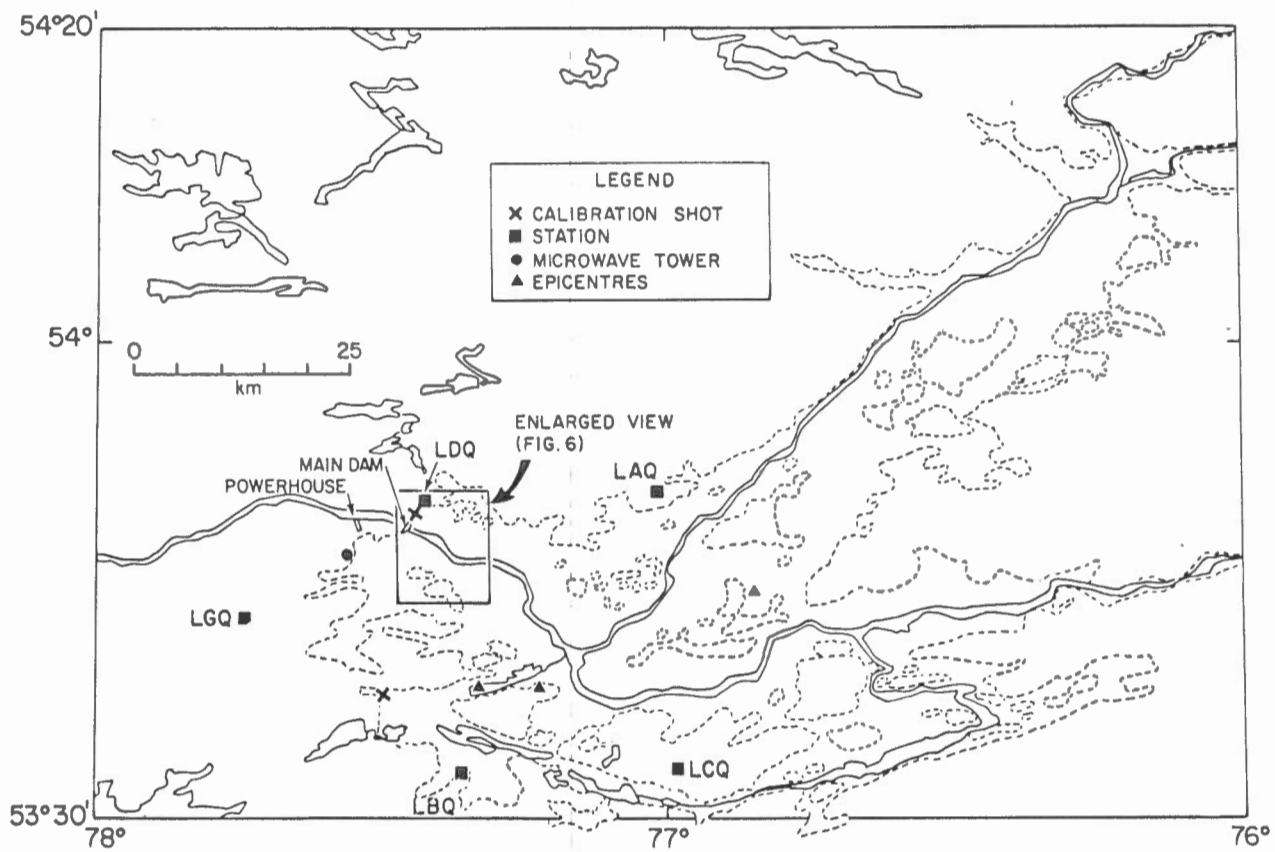 54°20'
LEGEND
CALIBRATION SHOT
STATION
MICROWAVE TOWER
EPICENTRES
54°
0 25
km
ENLARGED VIEW
(FIG. 6)
LDQ
MAIN DAM
LAQ
POWERHOUSE
LGQ
LCQ
LBQ
53°30'
78° 77° 76°